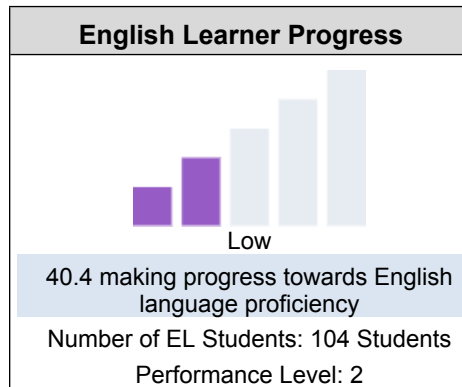 English Learner Progress
Low
40.4 making progress towards English
language proficiency
Number of EL Students: 104 Students
Performance Level: 2